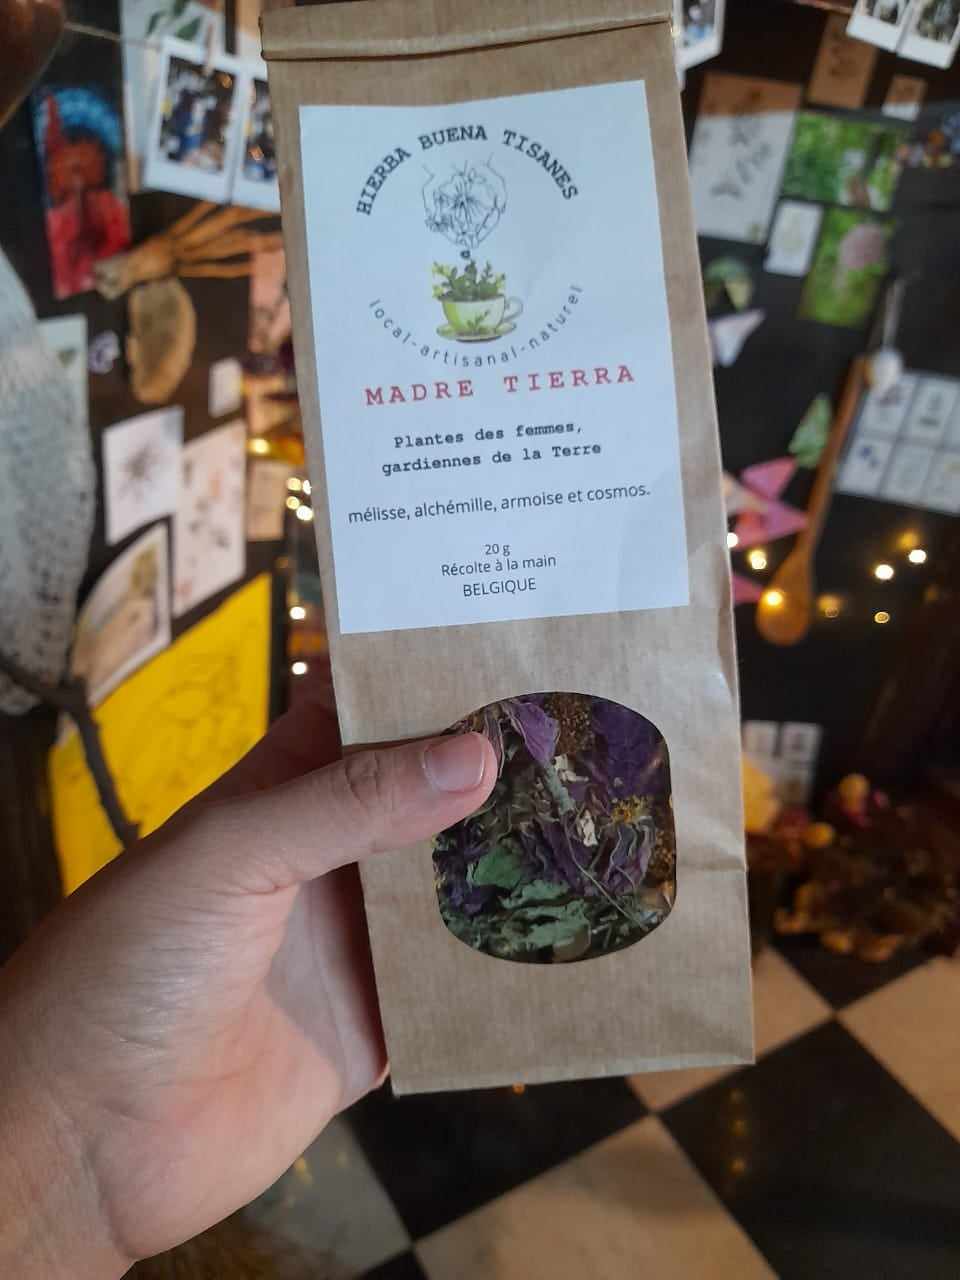 HIERBA BUENA TISANES
local-artisanal-naturel
MADRE TIERRA
Plantes des femmes,
gardiennes de la Terre
mélisse, alchémille, armoise et cosmos.
20 g
Récolte à la main
BELGIQUE